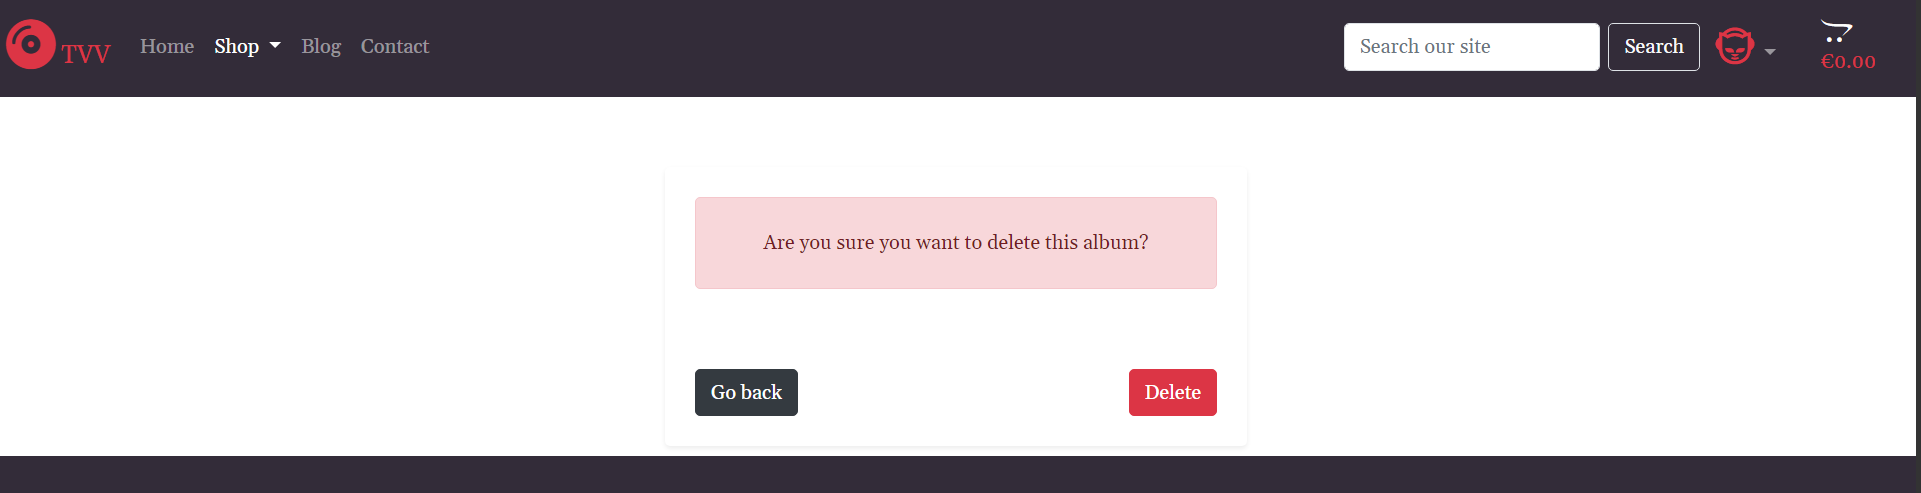 TVV
Home Shop Blog Contact
Search our site
Search
€0.00
Are you sure you want to delete this album?
Go back
Delete